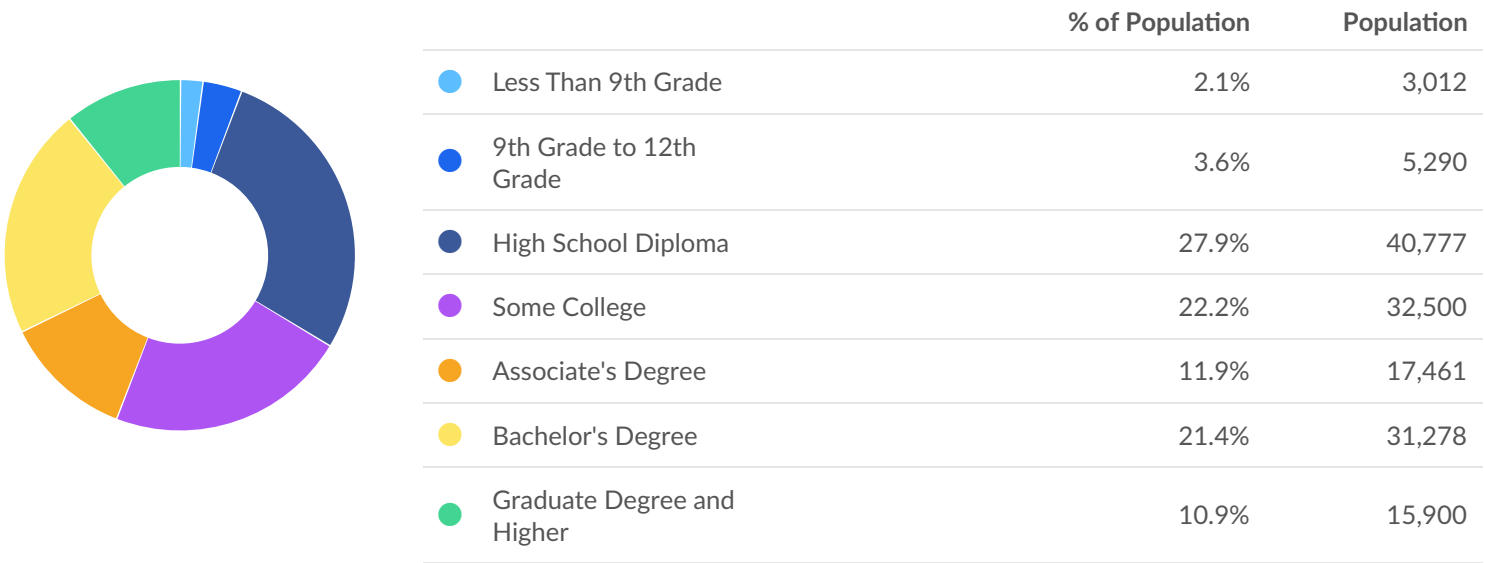 % of Population Population
Less Than 9th Grade 2.1% 3,012
9th Grade to 12th
Grade 3.6% 5,290
High School Diploma 27.9% 40,777
Some College 22.2% 32,500
Associate's Degree 11.9% 17,461
Bachelor's Degree 21.4% 31,278
Graduate Degree and
Higher 10.9% 15,900